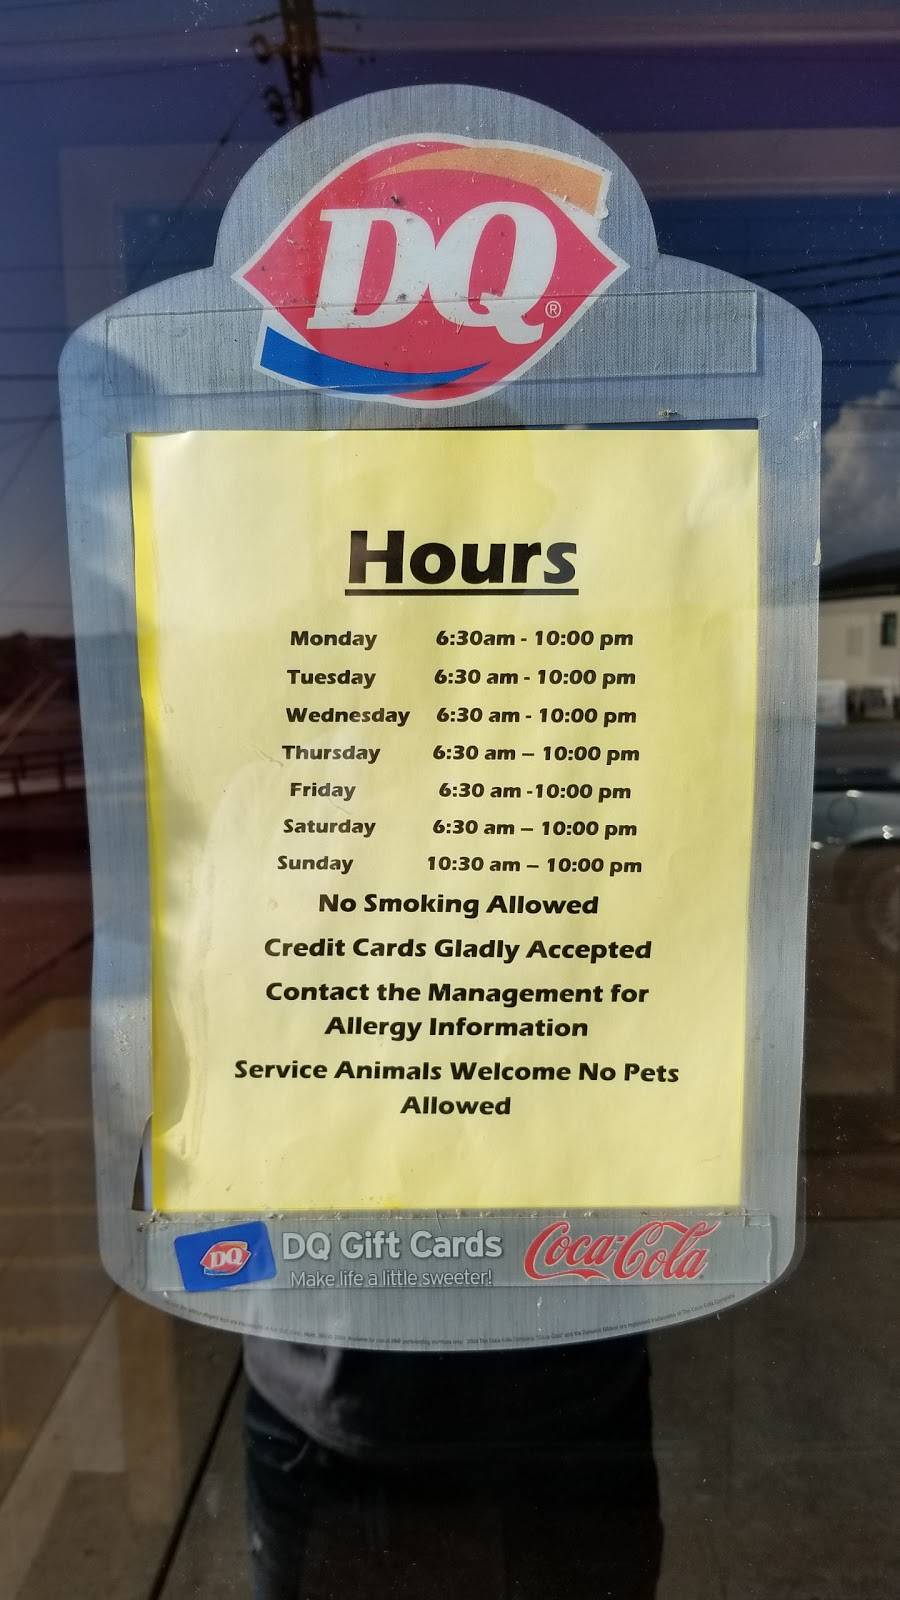 DQ®
Hours
Monday 6:30am - 10:00 pm
Tuesday 6:30 am - 10:00 pm
Wednesday 6:30 am - 10:00 pm
Thursday 6:30 am – 10:00 pm
Friday 6:30 am -10:00 pm
Saturday 6:30 am – 10:00 pm
Sunday 10:30 am – 10:00 pm
No Smoking Allowed
Credit Cards Gladly Accepted
Contact the Management for
Allergy Information
Service Animals Welcome No Pets
Allowed
DQ DQ Gift Cards Coca-Cola
Make life a little sweeter!